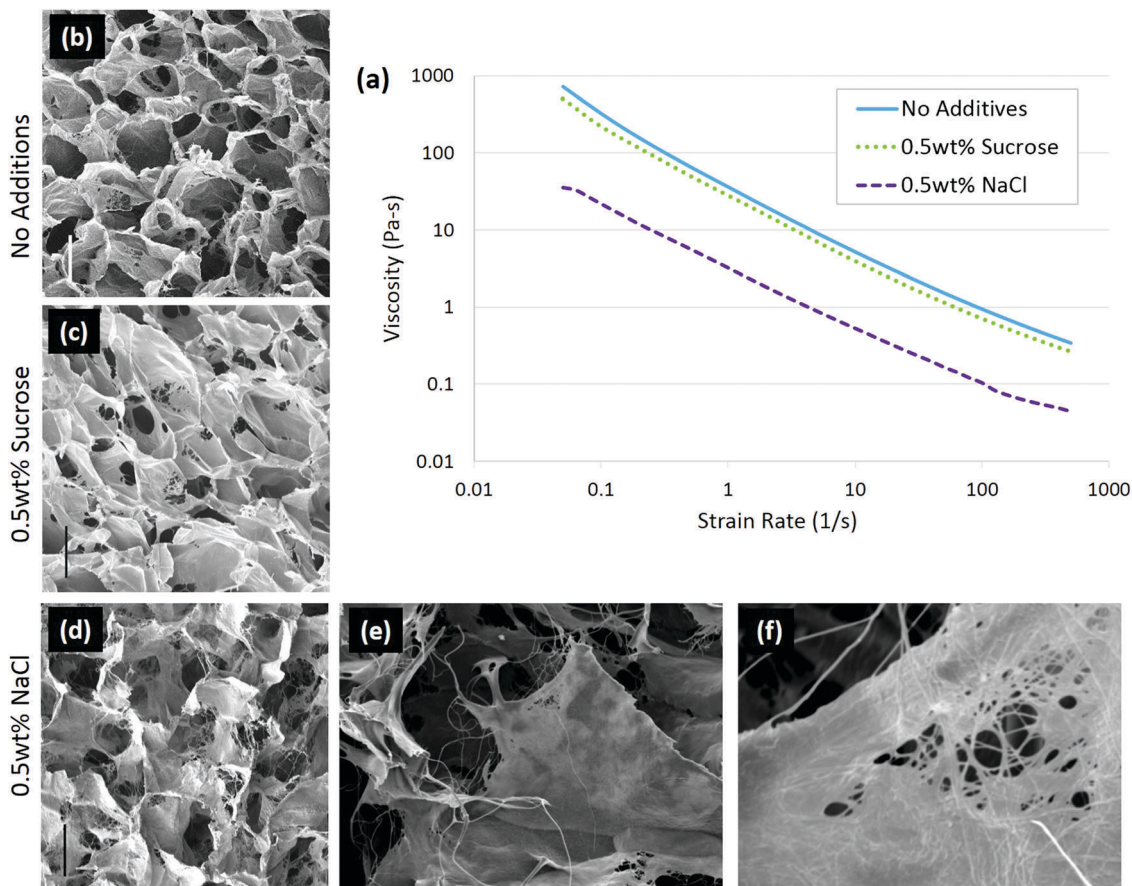 (b)
No Additions
(a)
1000
100
10
1
0.1
0.01
Viscosity (Pa-s)
No Additives
0.5wt% Sucrose
0.5wt% NaCl
0.01
0.1
1
10
100
1000
Strain Rate (1/s)
(c)
0.5wt% Sucrose
(d)
0.5wt% NaCl
(e)
(f)